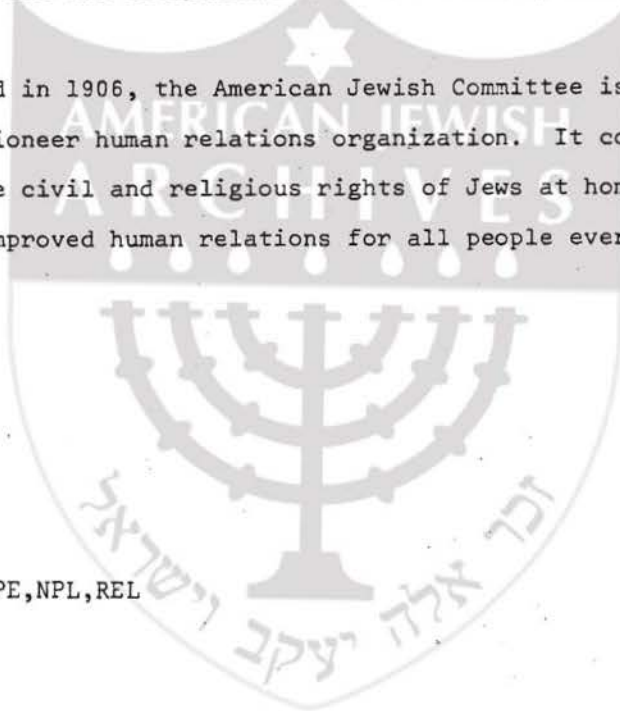 d in 1906, the American Jewish Committee is
ioneer human relations organization. It co
e civil and religious rights of Jews at hom
mproved human relations for all people ever
AMERICAN JEWISH
ARCHIVES
PE,NPL,REL
זכר אלה יעקב וישראל